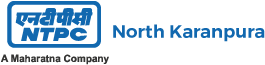 एनटीपीसी
NTPC
North Karanpura
A Maharatna Company